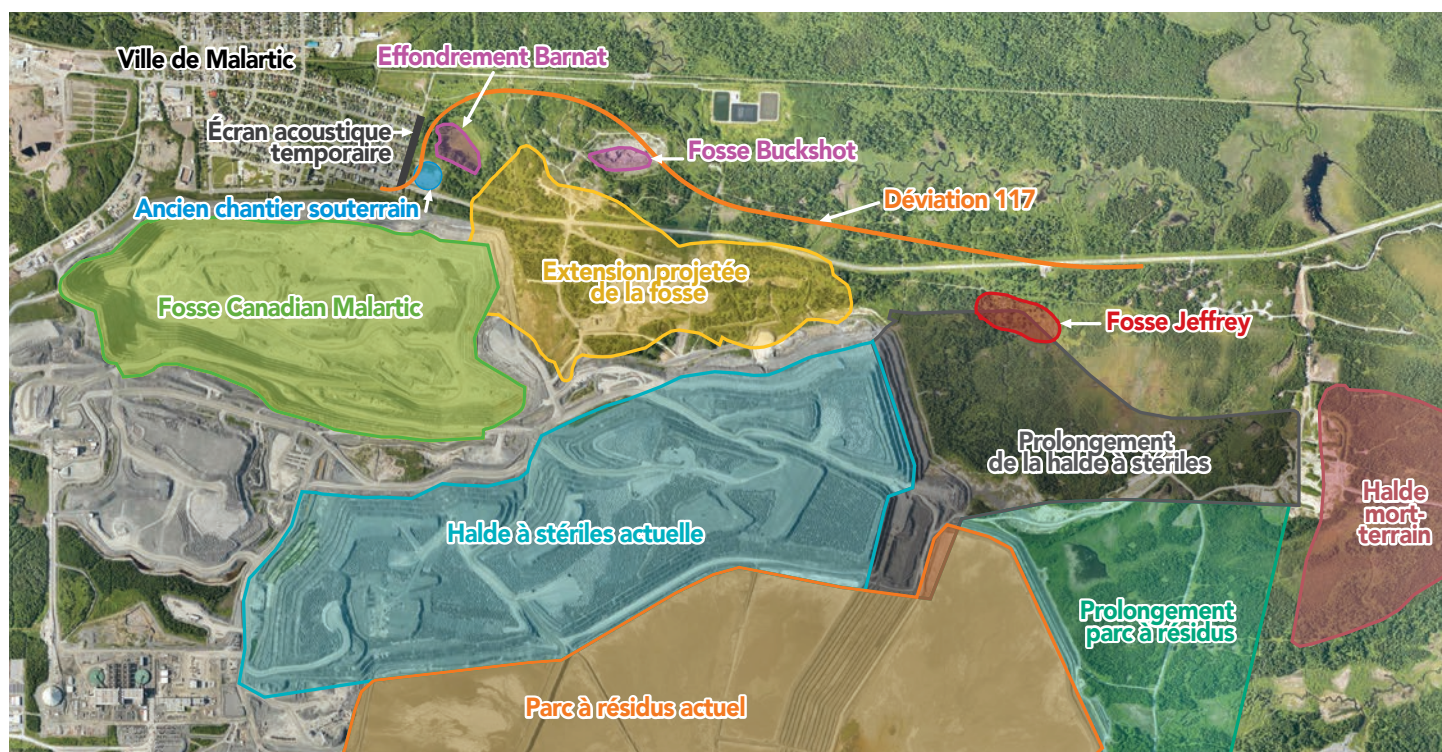 Ville de Malartic
Effondrement Barnat
Écran acoustique
temporaire
Fosse Buckshot
Ancien chantier souterrain
Déviation 117
Extension projetée
de la fosse
Fosse Canadian Malartic
Fosse Jeffrey
Prolongement
de la halde à stériles
Halde
mort-
terrain
Halde à stériles actuelle
Prolongement
parc à résidus
Parc à résidus actuel